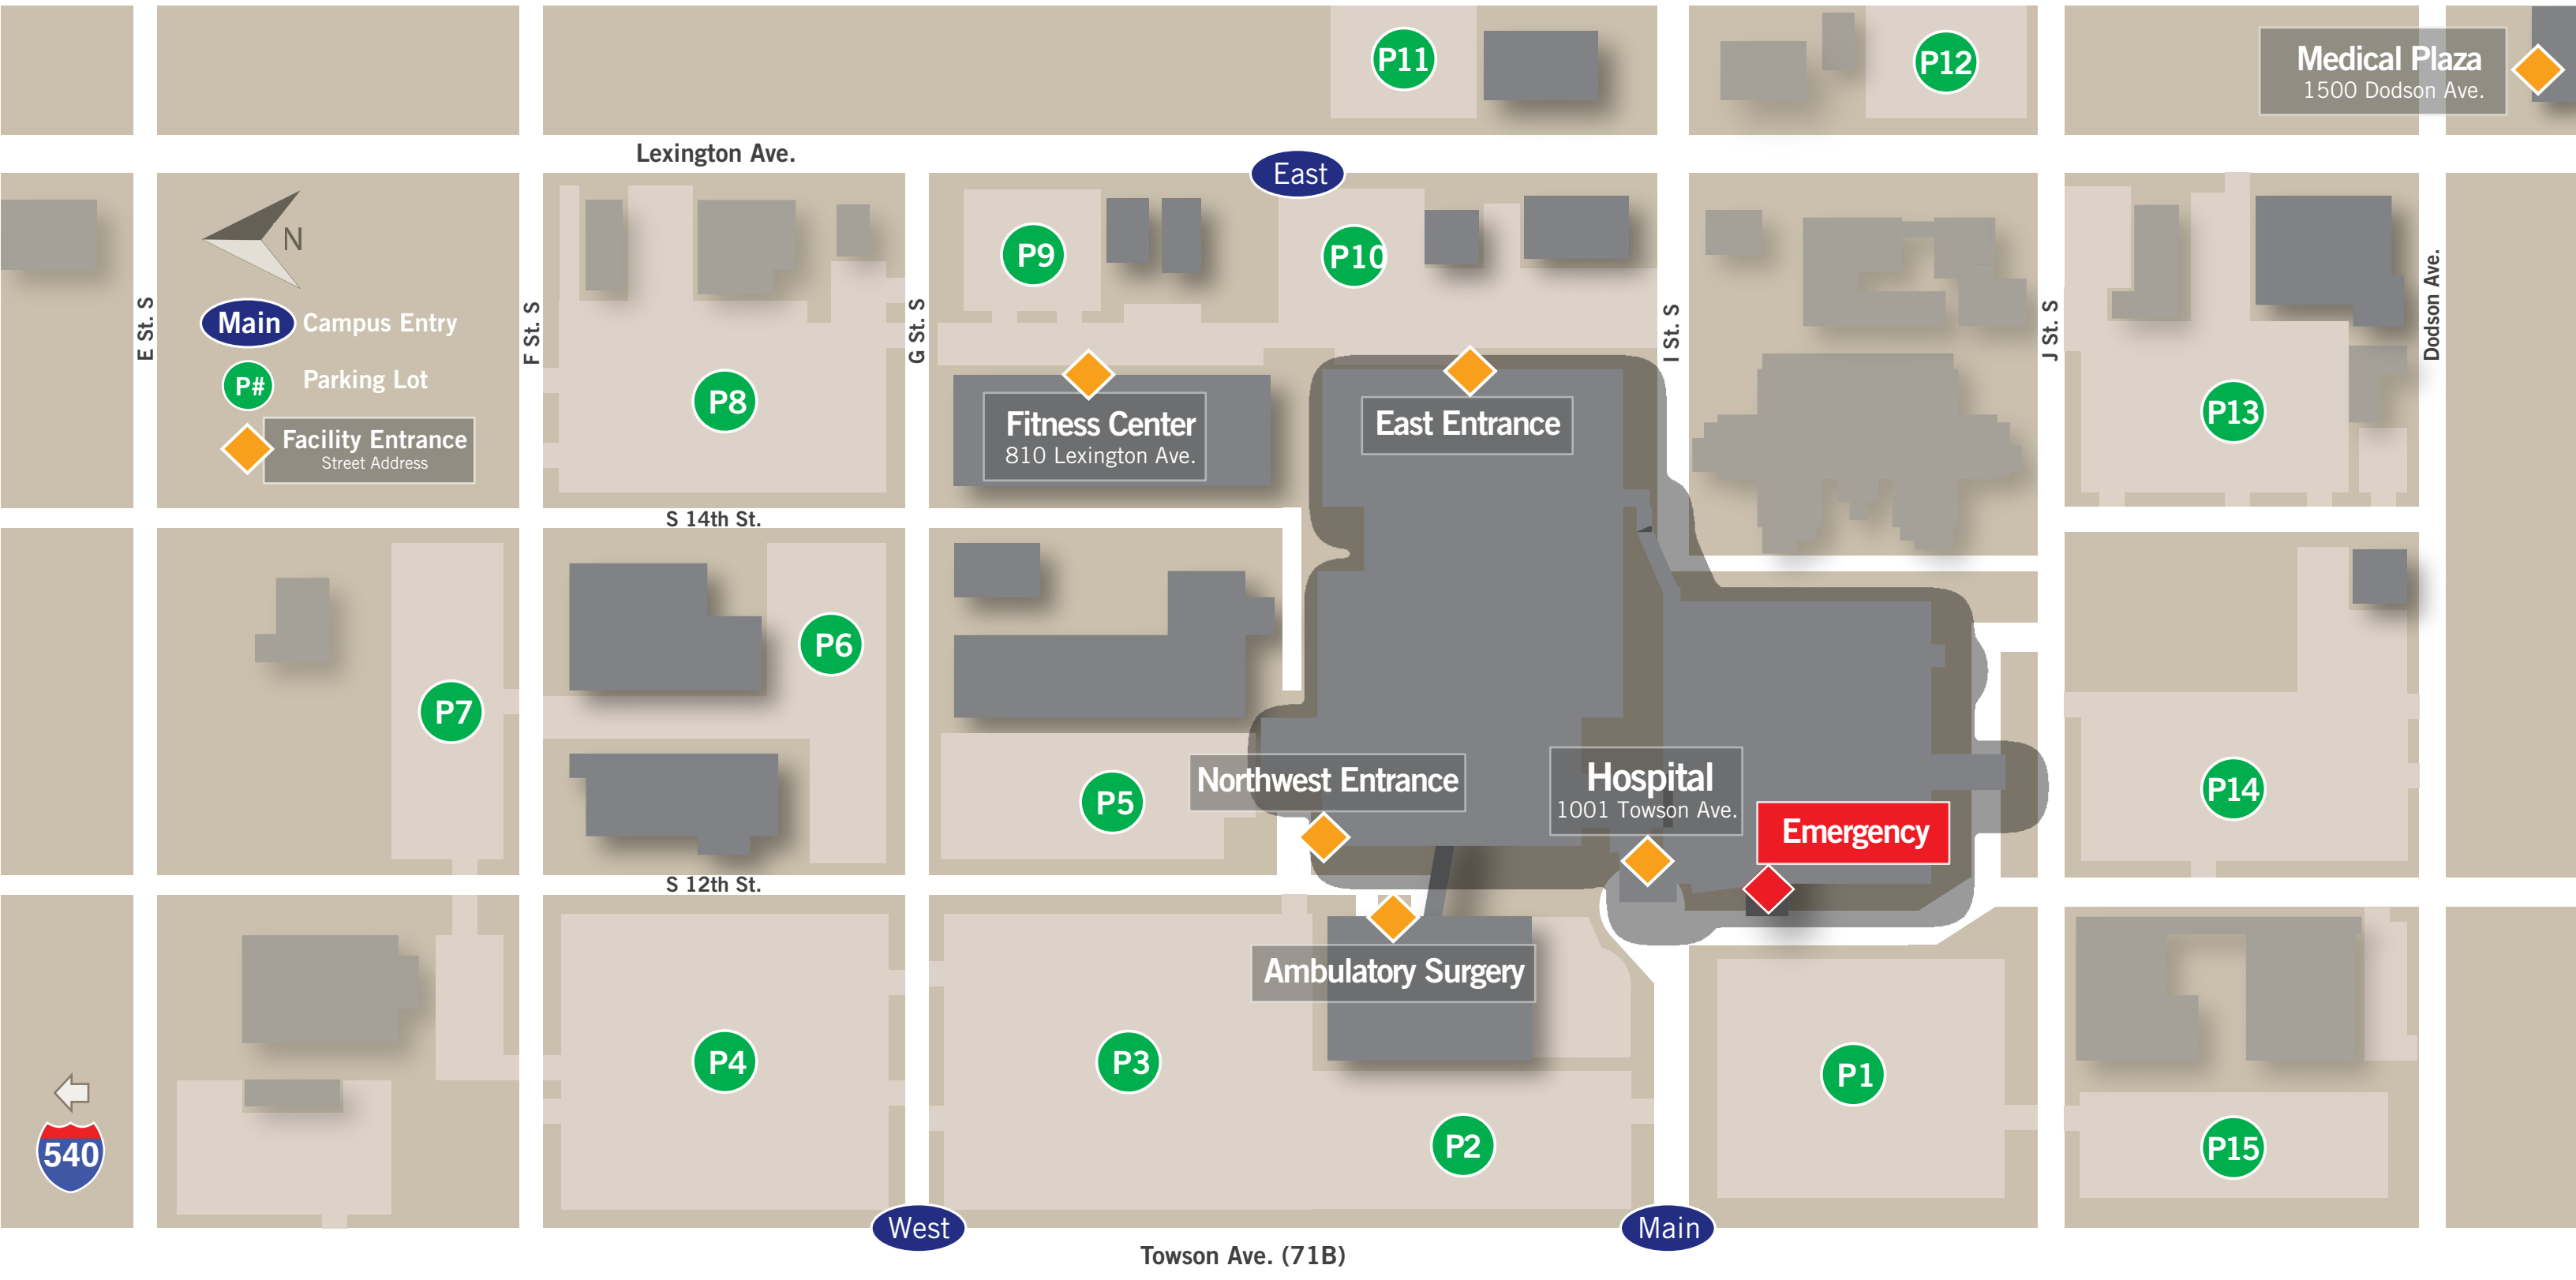 P11
P12
Medical Plaza
1500 Dodson Ave.
Lexington Ave.
East
N
P9
P10
E St. S
F St. S
G St. S
I St. S
J St. S
Dodson Ave.
Main Campus Entry
P# Parking Lot
Facility Entrance
Street Address
P8
Fitness Center
810 Lexington Ave.
East Entrance
P13
S 14th St.
P6
P7
P5
Northwest Entrance
Hospital
1001 Towson Ave.
Emergency
P14
S 12th St.
Ambulatory Surgery
P4
P3
P1
P2
P15
540
West
Main
Towson Ave. (71B)